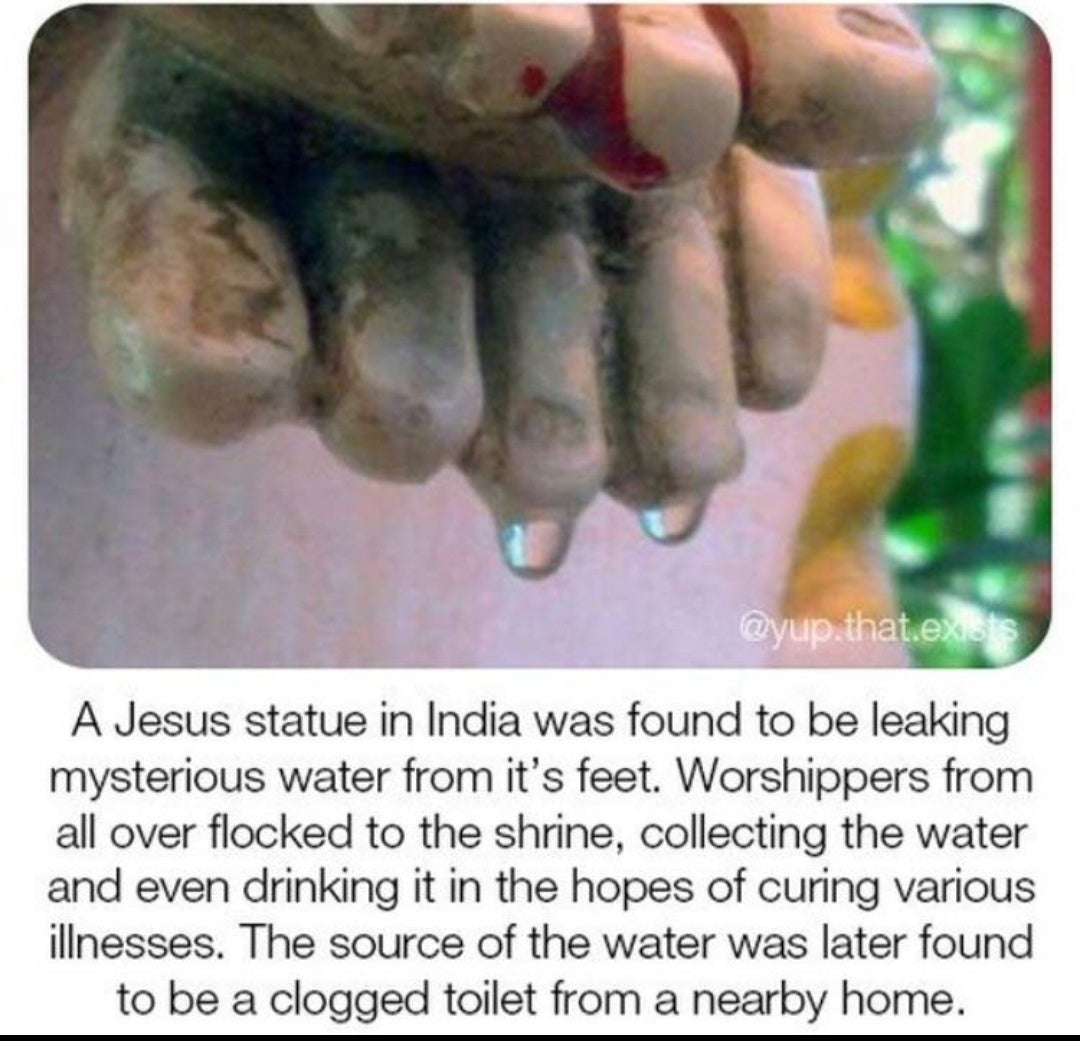 @yup.that.exists
A Jesus statue in India was found to be leaking
mysterious water from it's feet. Worshippers from
all over flocked to the shrine, collecting the water
and even drinking it in the hopes of curing various
illnesses. The source of the water was later found
to be a clogged toilet from a nearby home.